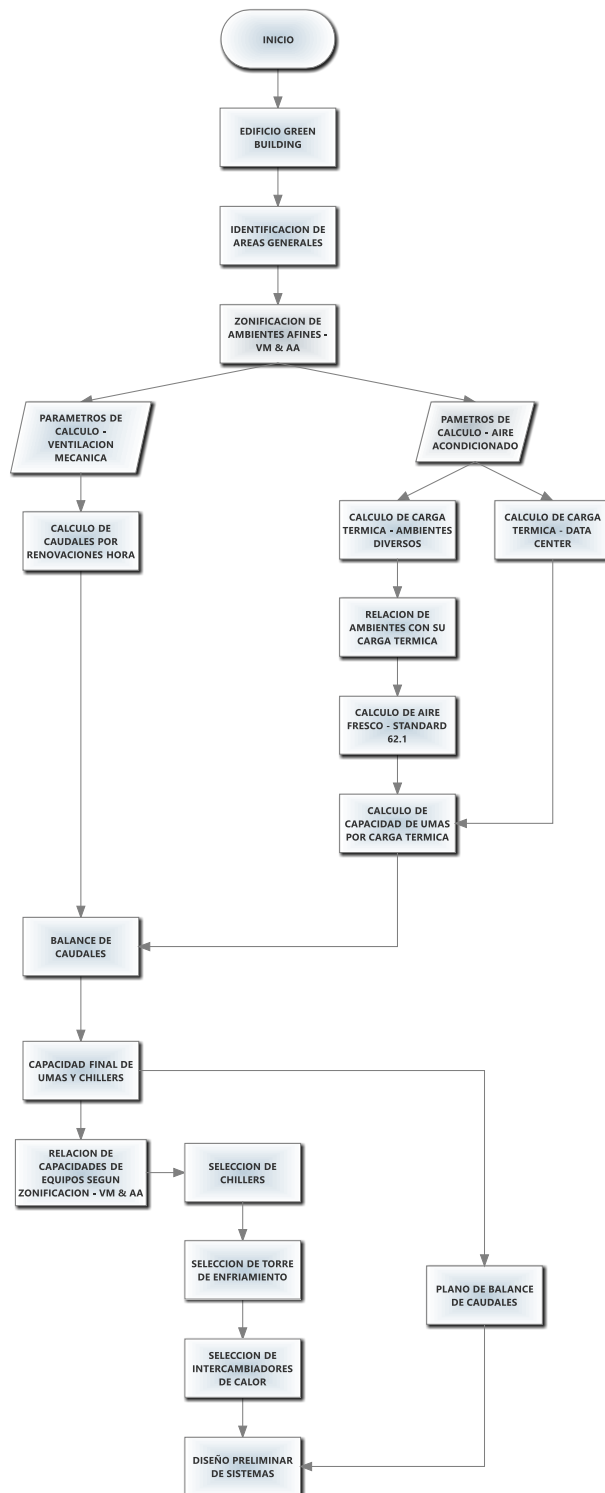 INICIO
EDIFICIO GREEN
BUILDING
IDENTIFICACION DE
AREAS GENERALES
ZONIFICACION DE
AMBIENTES AFINES -
VM & AA
PARAMETROS DE
CALCULO -
VENTILACION
MECANICA
PAMETROS DE
CALCULO - AIRE
ACONDICIONADO
CALCULO DE
CAUDALES POR
RENOVACIONES HORA
CALCULO DE CARGA
TERMICA - AMBIENTES
DIVERSOS
CALCULO DE CARGA
TERMICA - DATA
CENTER
RELACION DE
AMBIENTES CON SU
CARGA TERMICA
CALCULO DE AIRE
FRESCO - STANDARD
62.1
CALCULO DE
CAPACIDAD DE UMAS
POR CARGA TERMICA
BALANCE DE
CAUDALES
CAPACIDAD FINAL DE
UMAS Y CHILLERS
RELACION DE
CAPACIDADES DE
EQUIPOS SEGUN
ZONIFICACION - VM & AA
SELECCION DE
CHILLERS
SELECCION DE TORRE
DE ENFRIAMIENTO
PLANO DE BALANCE
DE CAUDALES
SELECCION DE
INTERCAMBIADORES
DE CALOR
DISEÑO PRELIMINAR
DE SISTEMAS